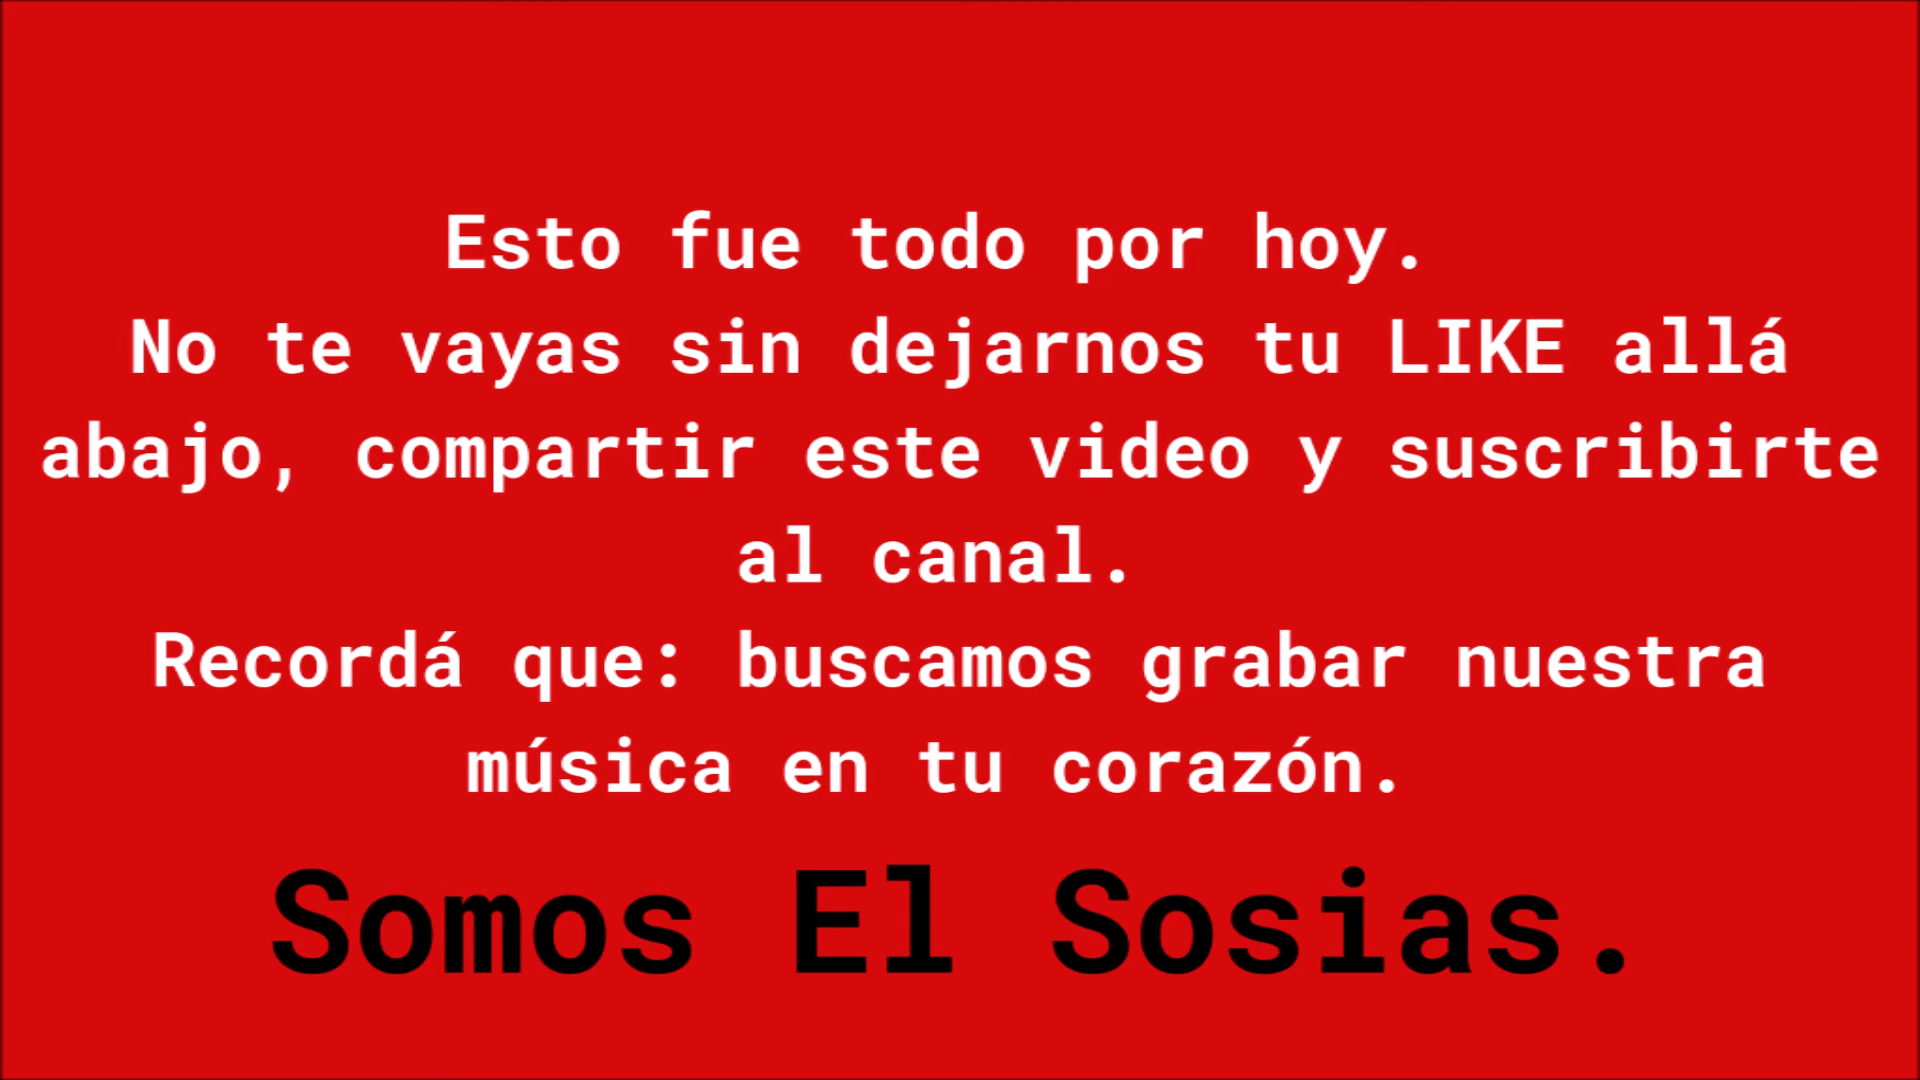 Esto fue todo por hoy.
No te vayas sin dejarnos tu LIKE allá
abajo, compartir este video y suscribirte
al canal.
Recordá que: buscamos grabar nuestra
música en tu corazón.
Somos El Sosias.